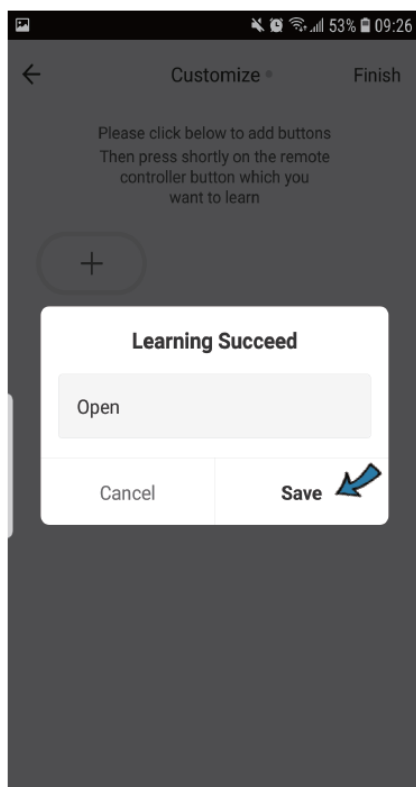 53% 09:26
Customize
Finish
Please click below to add buttons
Then press shortly on the remote
controller button which you
want to learn
Learning Succeed
Open
Cancel
Save